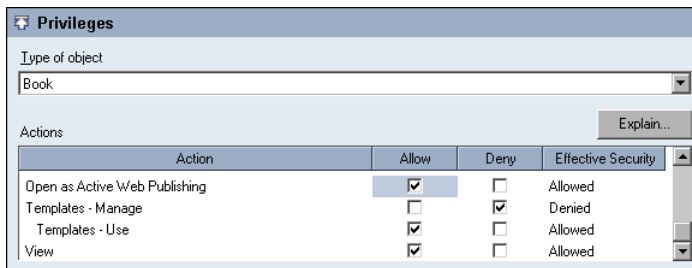 Privileges
Type of object
Book
Explain...
Actions
Action Allow Deny Effective Security
Open as Active Web Publishing Allowed
Templates - Manage Denied
Templates - Use Allowed
View Allowed